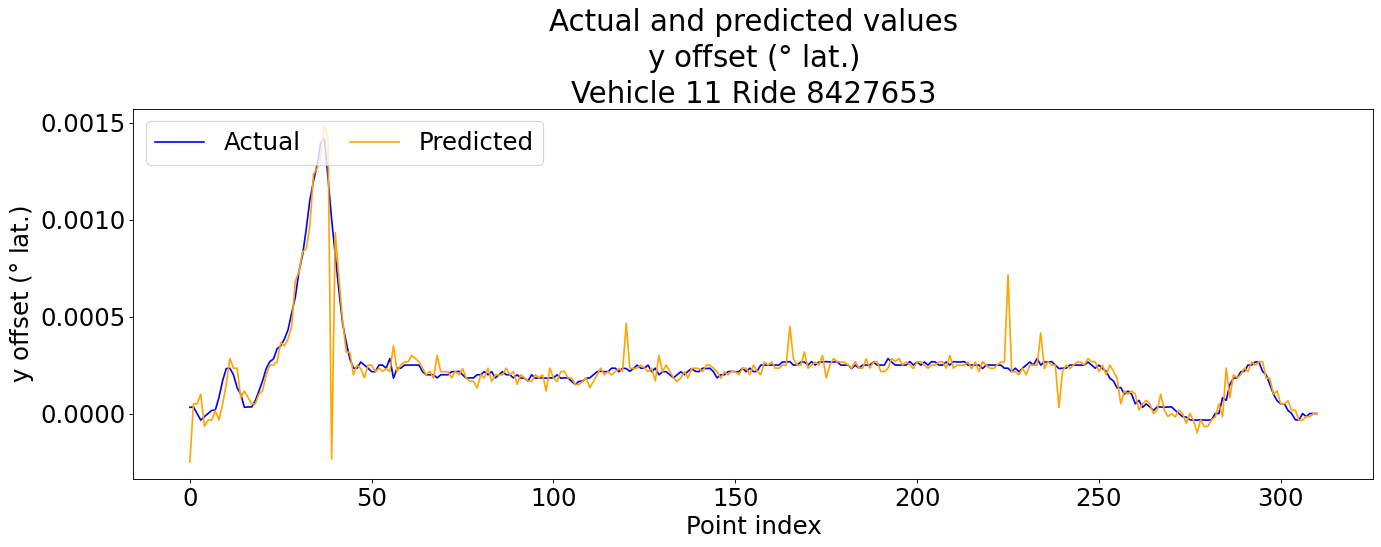 Actual and predicted values
y offset (° lat.)
Vehicle 11 Ride 8427653
Actual
Predicted
y offset (° lat.)
0.0015
0.0010
0.0005
0.0000
0 50 100 150 200 250 300
Point index